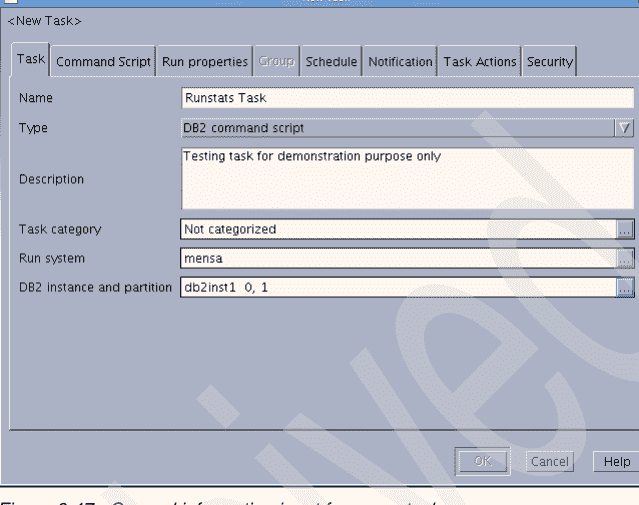 <New Task>
Task Command Script Run properties Group Schedule Notification Task Actions Security
Name Runstats Task
Type DB2 command script
Description Testing task for demonstration purpose only
Task category Not categorized ...
Run system mensa ...
DB2 instance and partition db2inst1 0, 1 ...
OK Cancel Help